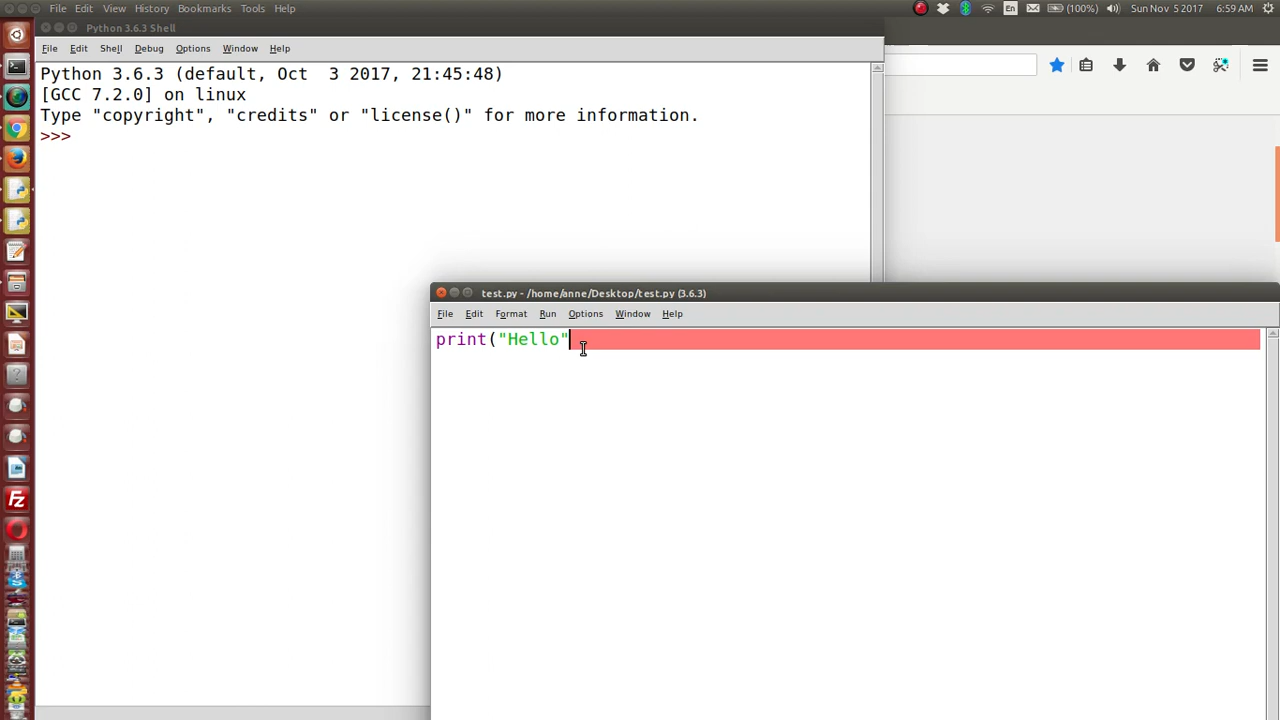 File Edit View History Bookmarks Tools Help
En (100%) Sun Nov 5 2017 6:59 AM
Python 3.6.3 Shell
File Edit Shell Debug Options Window Help
Python 3.6.3 (default, Oct  3 2017, 21:45:48)
[GCC 7.2.0] on linux
Type "copyright", "credits" or "license()" for more information.
>>>
test.py - /home/anne/Desktop/test.py (3.6.3)
File Edit Format Run Options Window Help
print("Hello"
Fz